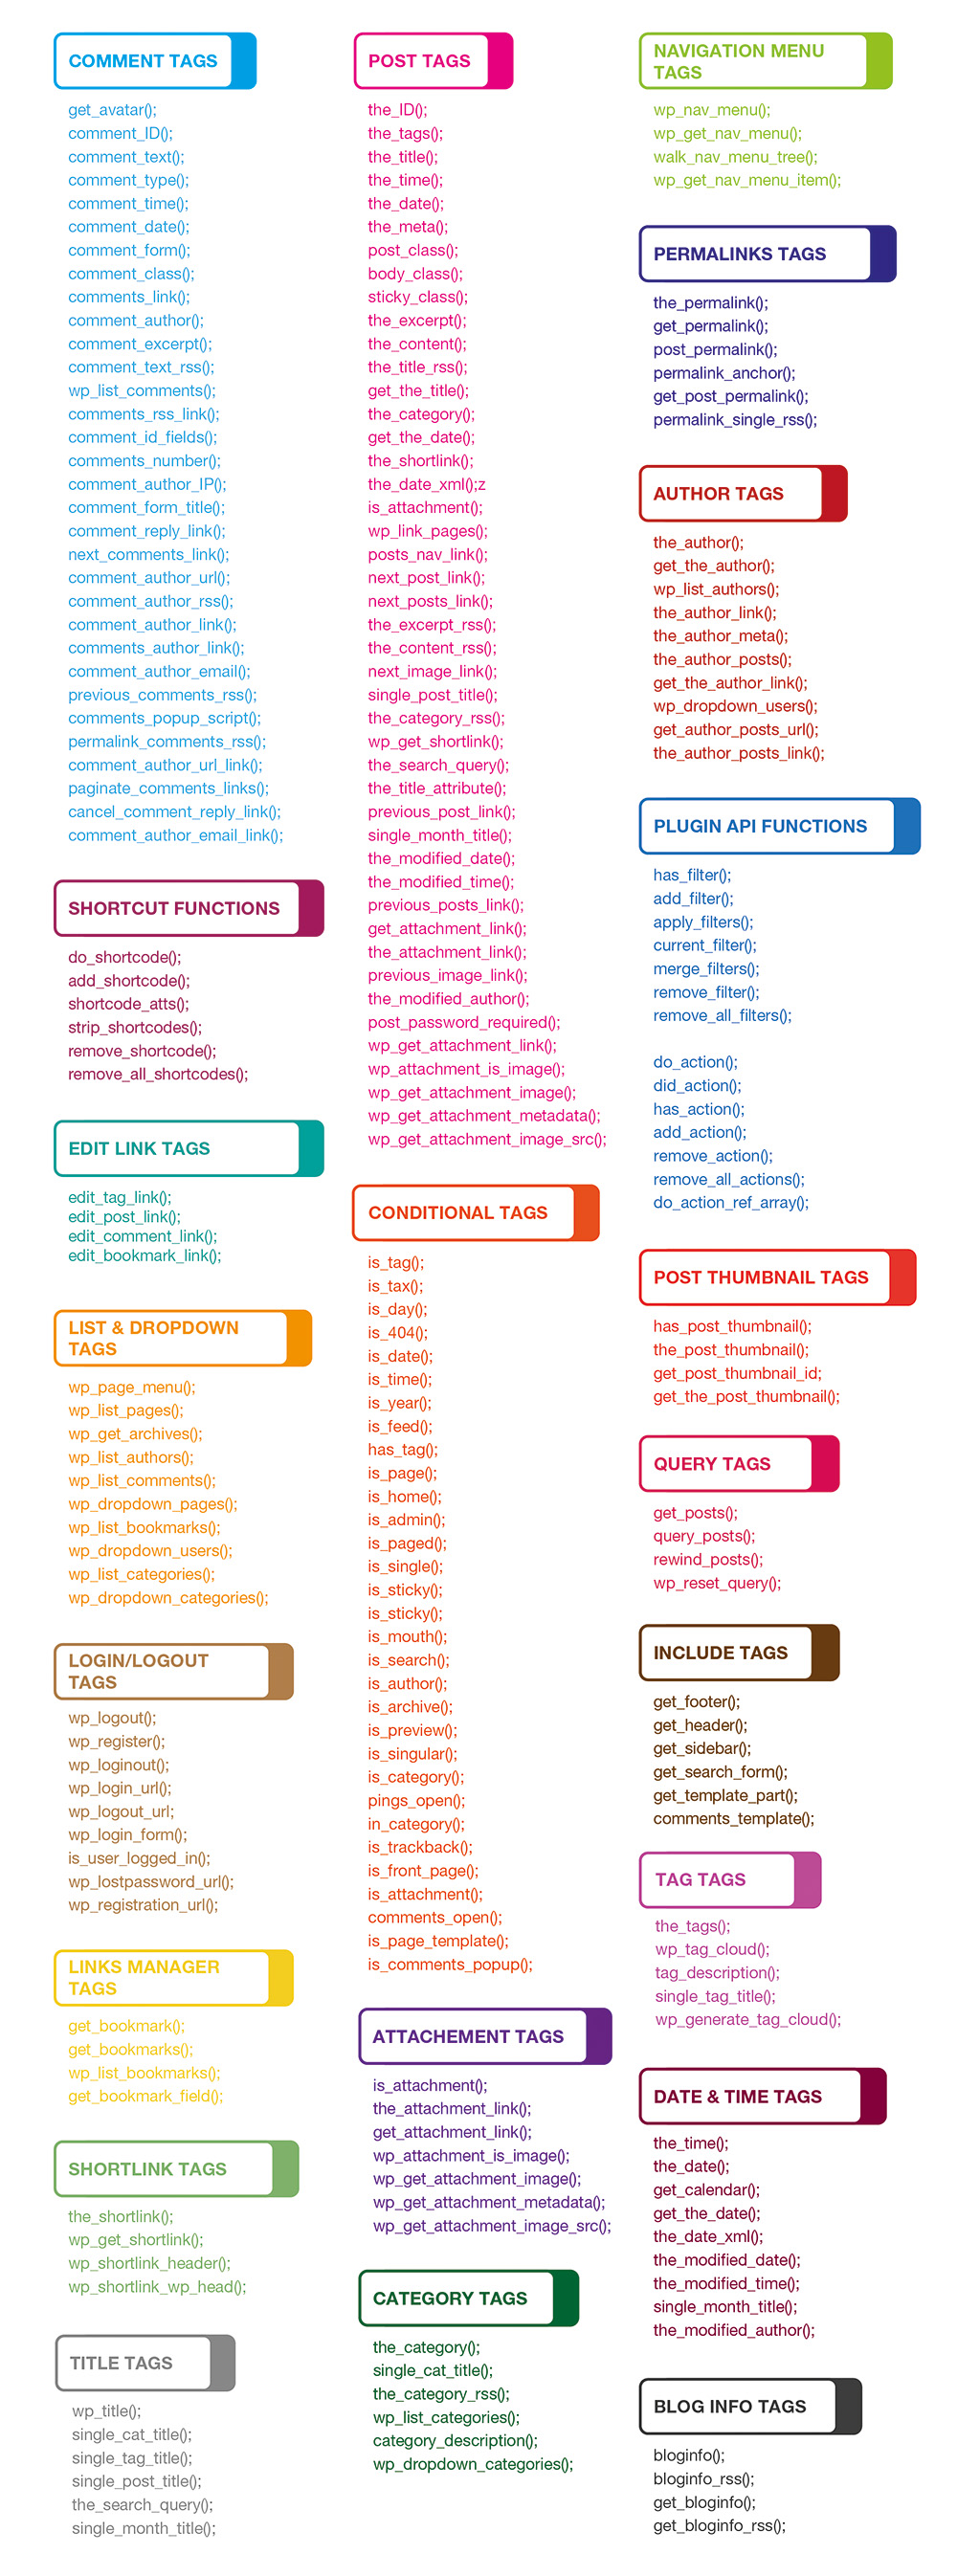 COMMENT TAGS
get_avatar();
comment_ID();
comment_text();
comment_type();
comment_time();
comment_date();
comment_form();
comment_class();
comments_link();
comment_author();
comment_excerpt();
comment_text_rss();
wp_list_comments();
comments_rss_link();
comment_id_fields();
comments_number();
comment_author_IP();
comment_form_title();
comment_reply_link();
next_comments_link();
comment_author_url();
comment_author_rss();
comment_author_link();
comments_author_link();
comment_author_email();
previous_comments_rss();
comments_popup_script();
permalink_comments_rss();
comment_author_url_link();
paginate_comments_links();
cancel_comment_reply_link();
comment_author_email_link();
SHORTCUT FUNCTIONS
do_shortcode();
add_shortcode();
shortcode_atts();
strip_shortcodes();
remove_shortcode();
remove_all_shortcodes();
EDIT LINK TAGS
edit_tag_link();
edit_post_link();
edit_comment_link();
edit_bookmark_link();
LIST & DROPDOWN
TAGS
wp_page_menu();
wp_list_pages();
wp_get_archives();
wp_list_authors();
wp_list_comments();
wp_dropdown_pages();
wp_list_bookmarks();
wp_dropdown_users();
wp_list_categories();
wp_dropdown_categories();
LOGIN/LOGOUT
TAGS
wp_logout();
wp_register();
wp_loginout();
wp_login_url();
wp_logout_url;
wp_login_form();
is_user_logged_in();
wp_lostpassword_url();
wp_registration_url();
LINKS MANAGER
TAGS
get_bookmark();
get_bookmarks();
wp_list_bookmarks();
get_bookmark_field();
SHORTLINK TAGS
the_shortlink();
wp_get_shortlink();
wp_shortlink_header();
wp_shortlink_wp_head();
TITLE TAGS
wp_title();
single_cat_title();
single_tag_title();
single_post_title();
the_search_query();
single_month_title();
POST TAGS
the_ID();
the_tags();
the_title();
the_time();
the_date();
the_meta();
post_class();
body_class();
sticky_class();
the_excerpt();
the_content();
the_title_rss();
get_the_title();
the_category();
get_the_date();
the_shortlink();
the_date_xml();z
is_attachment();
wp_link_pages();
posts_nav_link();
next_post_link();
next_posts_link();
the_excerpt_rss();
the_content_rss();
next_image_link();
single_post_title();
the_category_rss();
wp_get_shortlink();
the_search_query();
the_title_attribute();
previous_post_link();
single_month_title();
the_modified_date();
the_modified_time();
previous_posts_link();
get_attachment_link();
the_attachment_link();
previous_image_link();
the_modified_author();
post_password_required();
wp_get_attachment_link();
wp_attachment_is_image();
wp_get_attachment_image();
wp_get_attachment_metadata();
wp_get_attachment_image_src();
CONDITIONAL TAGS
is_tag();
is_tax();
is_day();
is_404();
is_date();
is_time();
is_year();
is_feed();
has_tag();
is_page();
is_home();
is_admin();
is_paged();
is_single();
is_sticky();
is_sticky();
is_mouth();
is_search();
is_author();
is_archive();
is_preview();
is_singular();
is_category();
pings_open();
in_category();
is_trackback();
is_front_page();
is_attachment();
comments_open();
is_page_template();
is_comments_popup();
ATTACHEMENT TAGS
is_attachment();
the_attachment_link();
get_attachment_link();
wp_attachment_is_image();
wp_get_attachment_image();
wp_get_attachment_metadata();
wp_get_attachment_image_src();
CATEGORY TAGS
the_category();
single_cat_title();
the_category_rss();
wp_list_categories();
category_description();
wp_dropdown_categories();
NAVIGATION MENU
TAGS
wp_nav_menu();
wp_get_nav_menu();
walk_nav_menu_tree();
wp_get_nav_menu_item();
PERMALINKS TAGS
the_permalink();
get_permalink();
post_permalink();
permalink_anchor();
get_post_permalink();
permalink_single_rss();
AUTHOR TAGS
the_author();
get_the_author();
wp_list_authors();
the_author_link();
the_author_meta();
the_author_posts();
get_the_author_link();
wp_dropdown_users();
get_author_posts_url();
the_author_posts_link();
PLUGIN API FUNCTIONS
has_filter();
add_filter();
apply_filters();
current_filter();
merge_filters();
remove_filter();
remove_all_filters();
do_action();
did_action();
has_action();
add_action();
remove_action();
remove_all_actions();
do_action_ref_array();
POST THUMBNAIL TAGS
has_post_thumbnail();
the_post_thumbnail();
get_post_thumbnail_id;
get_the_post_thumbnail();
QUERY TAGS
get_posts();
query_posts();
rewind_posts();
wp_reset_query();
INCLUDE TAGS
get_footer();
get_header();
get_sidebar();
get_search_form();
get_template_part();
comments_template();
TAG TAGS
the_tags();
wp_tag_cloud();
tag_description();
single_tag_title();
wp_generate_tag_cloud();
DATE & TIME TAGS
the_time();
the_date();
get_calendar();
get_the_date();
the_date_xml();
the_modified_date();
the_modified_time();
single_month_title();
the_modified_author();
BLOG INFO TAGS
bloginfo();
bloginfo_rss();
get_bloginfo();
get_bloginfo_rss();